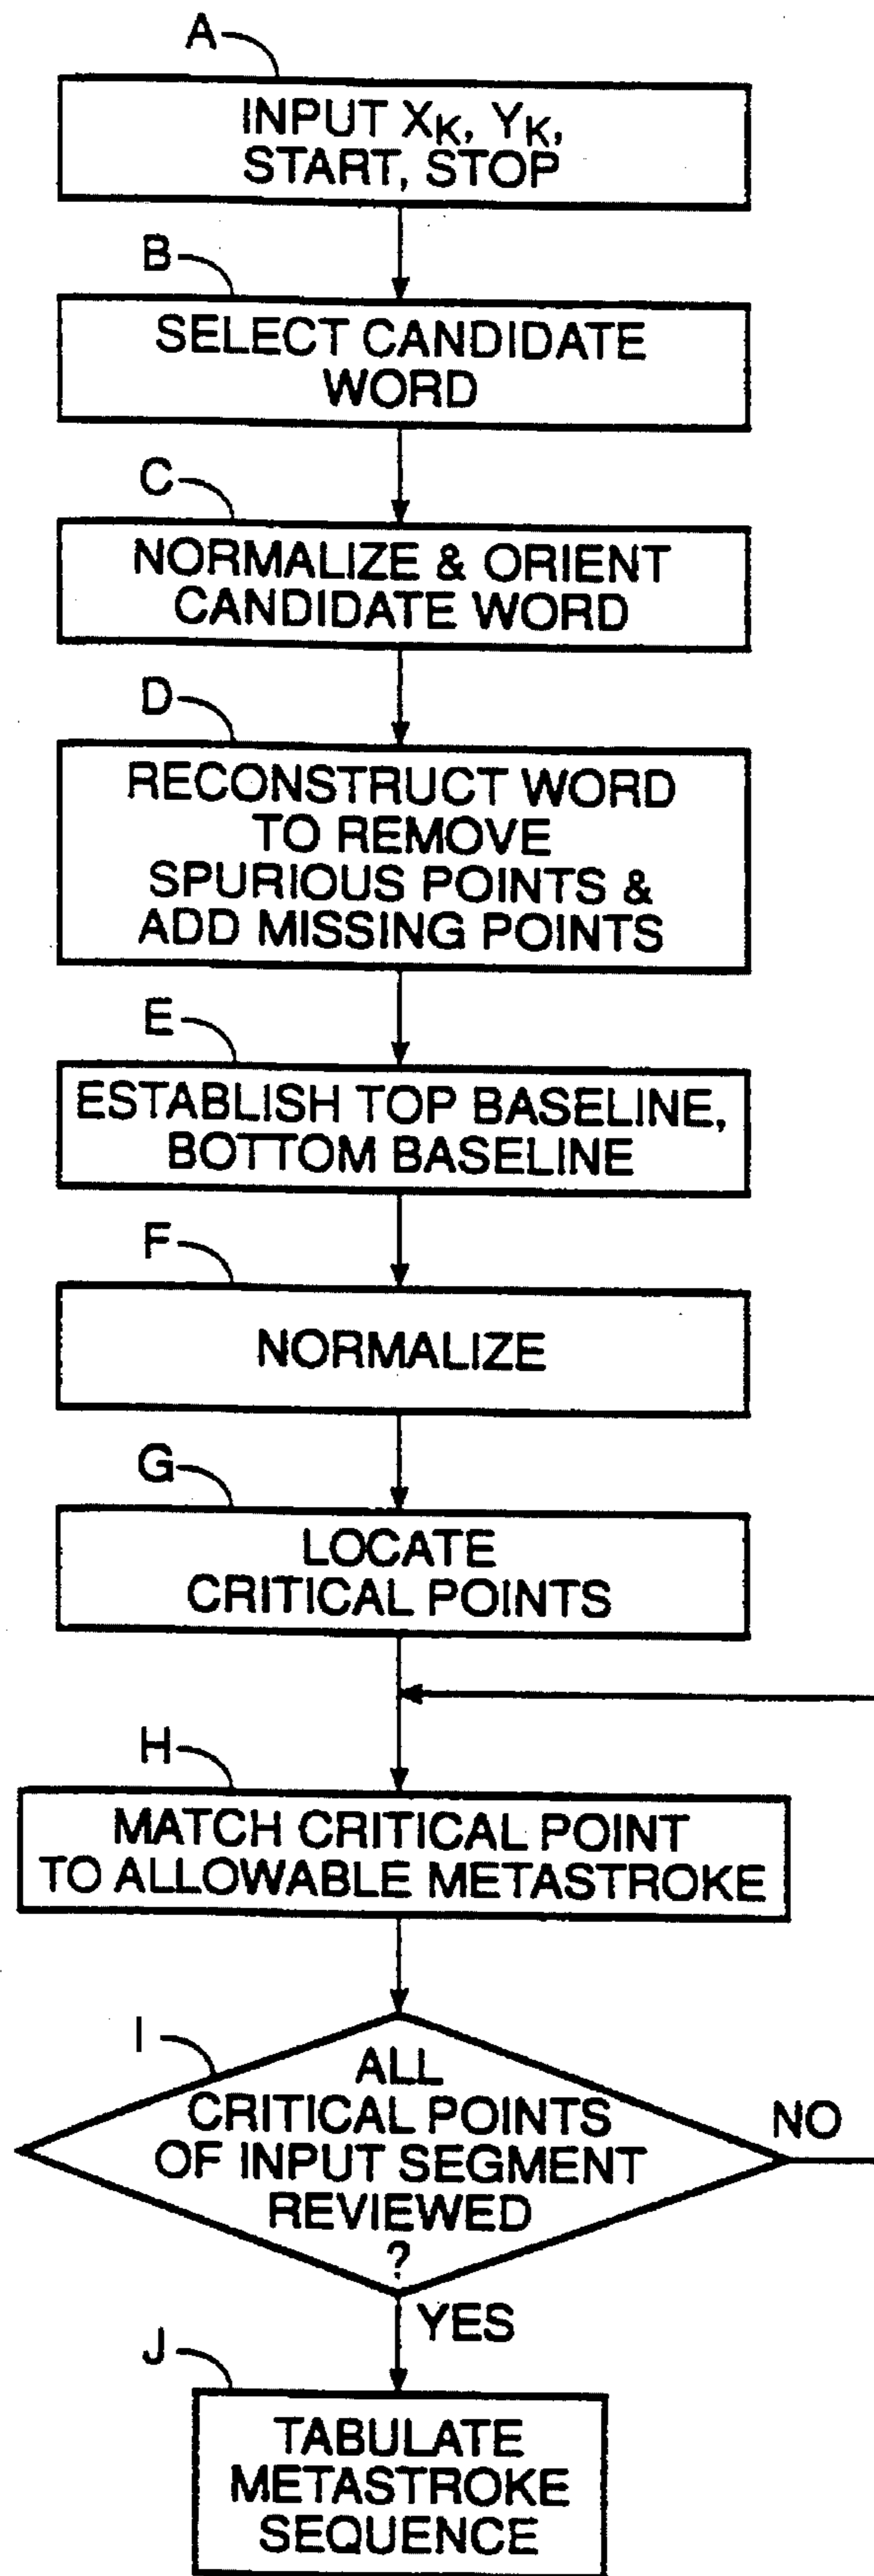 A
INPUT XK, YK,
START, STOP
B
SELECT CANDIDATE
WORD
C
NORMALIZE & ORIENT
CANDIDATE WORD
D
RECONSTRUCT WORD
TO REMOVE
SPURIOUS POINTS &
ADD MISSING POINTS
E
ESTABLISH TOP BASELINE,
BOTTOM BASELINE
F
NORMALIZE
G
LOCATE
CRITICAL POINTS
H
MATCH CRITICAL POINT
TO ALLOWABLE METASTROKE
I
ALL
CRITICAL POINTS
OF INPUT SEGMENT
REVIEWED
?
NO
YES
J
TABULATE
METASTROKE
SEQUENCE